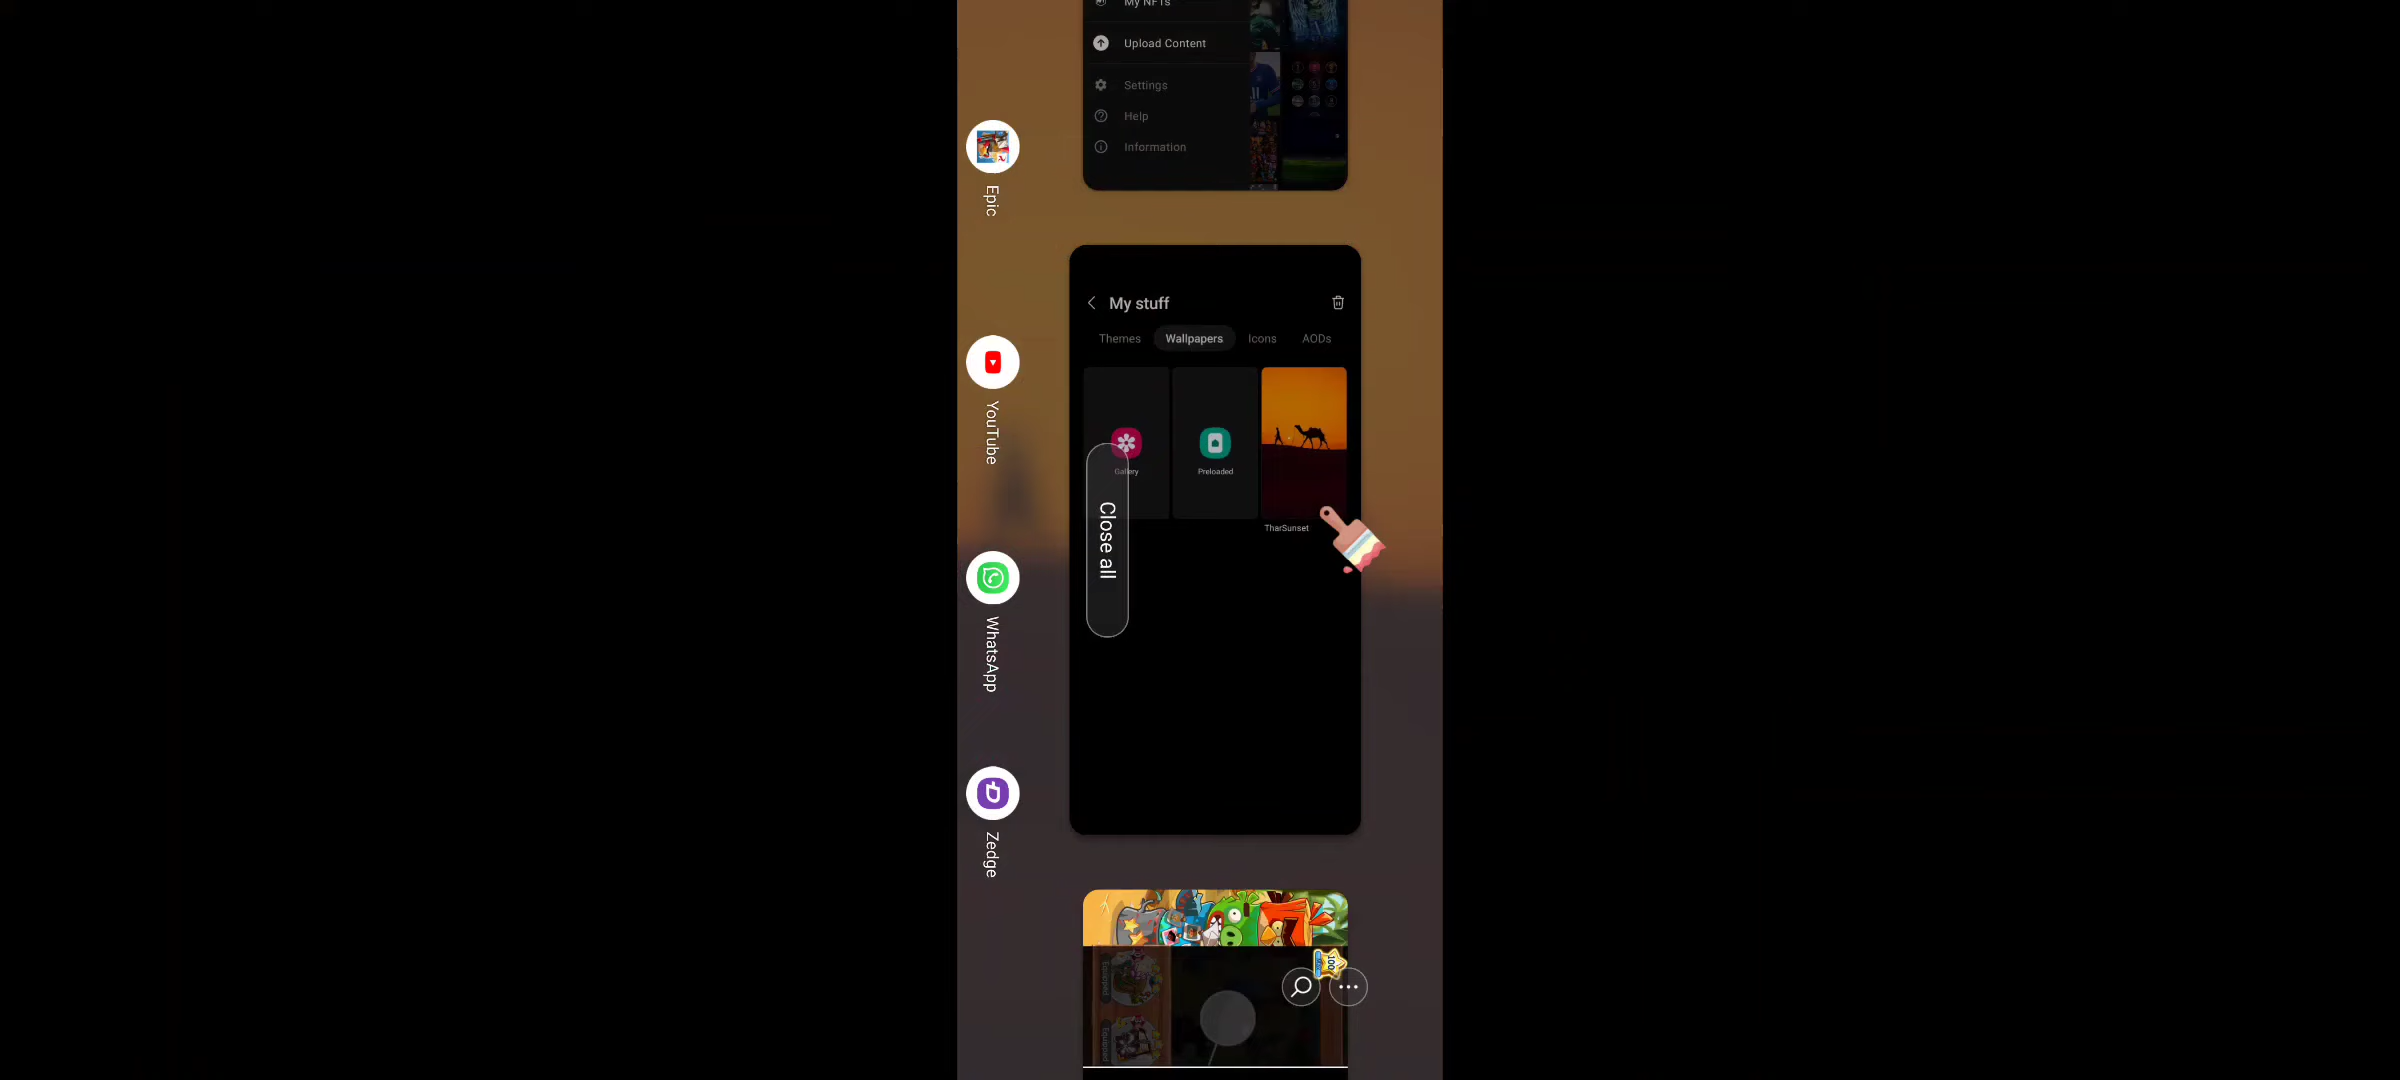 My NFTs
Upload Content
Settings
Help
Information
Epic
YouTube
WhatsApp
Zedge
My stuff
Themes
Wallpapers
Icons
AODs
Gallery
Preloaded
TharSunset
Close all
100